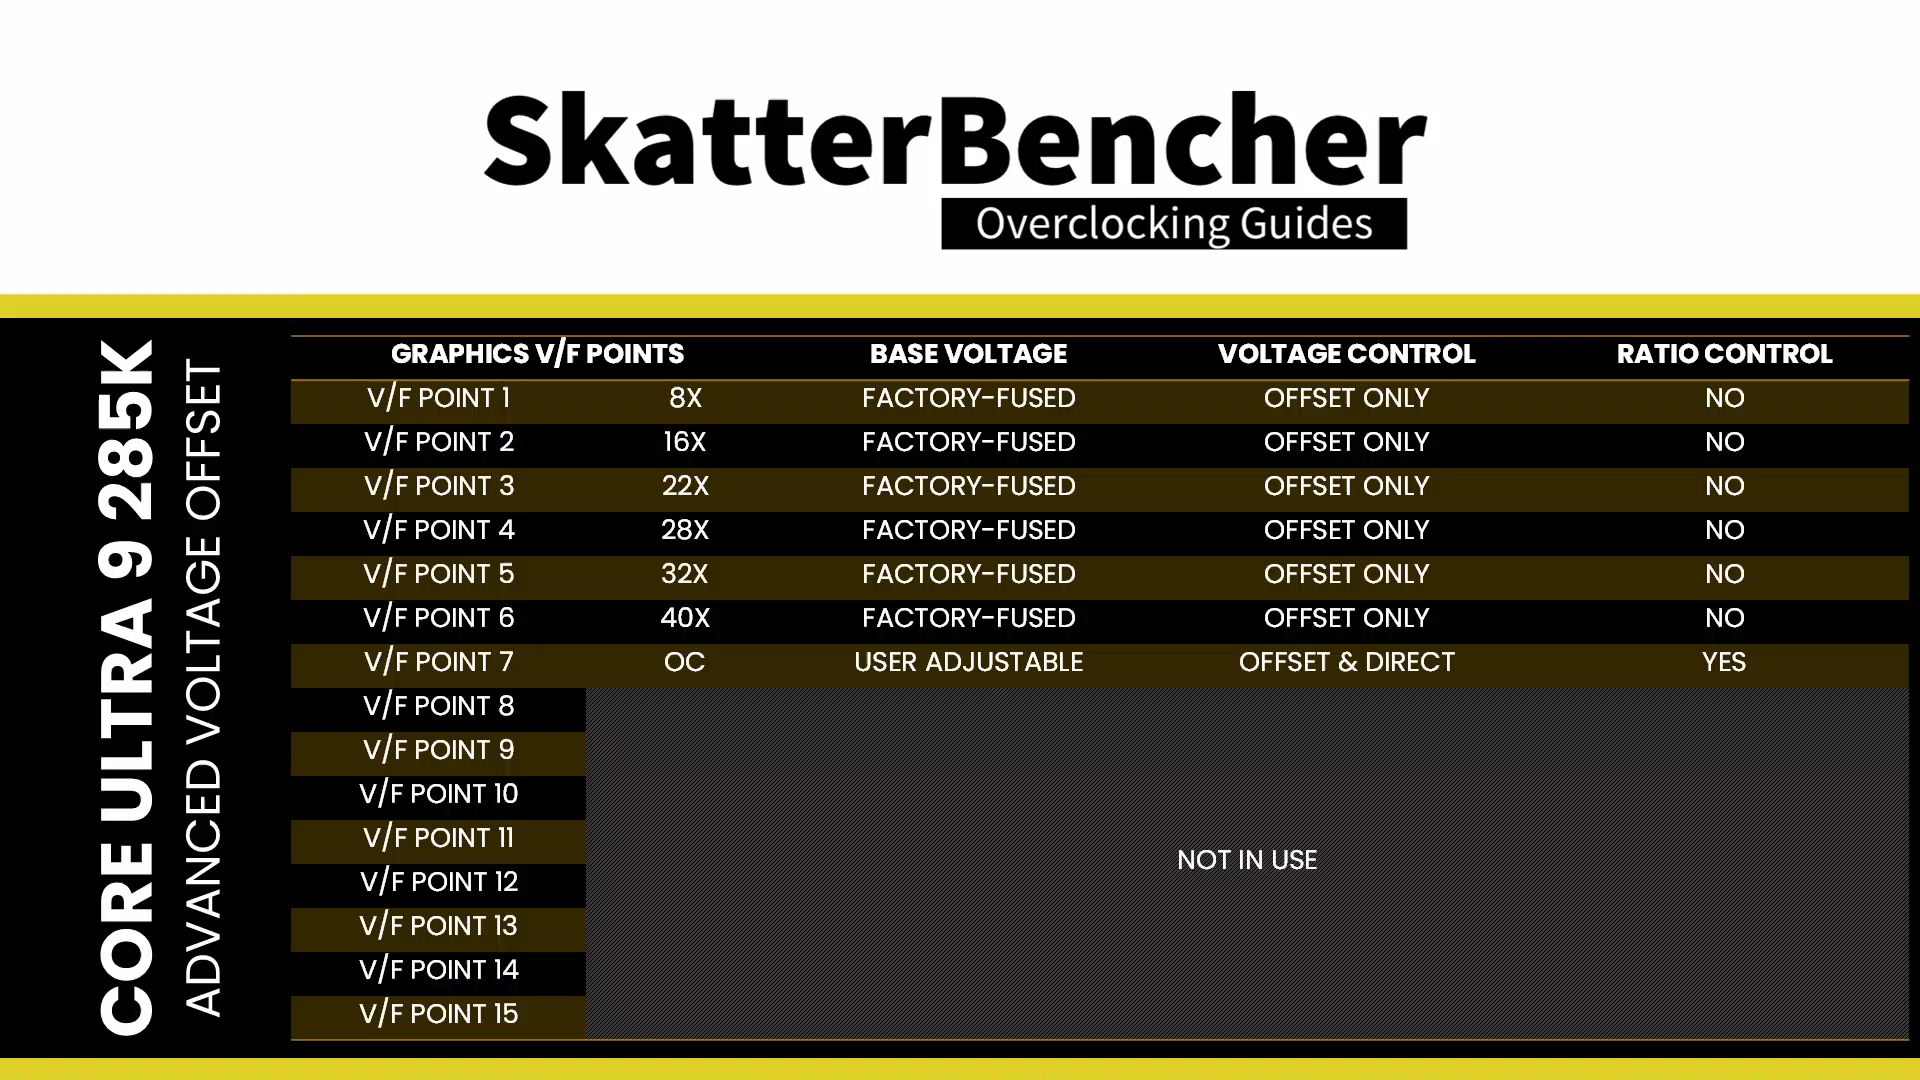 SkatterBencher
Overclocking Guides
CORE ULTRA 9 285K
ADVANCED VOLTAGE OFFSET
GRAPHICS V/F POINTS BASE VOLTAGE VOLTAGE CONTROL RATIO CONTROL
V/F POINT 1 8X FACTORY-FUSED OFFSET ONLY NO
V/F POINT 2 16X FACTORY-FUSED OFFSET ONLY NO
V/F POINT 3 22X FACTORY-FUSED OFFSET ONLY NO
V/F POINT 4 28X FACTORY-FUSED OFFSET ONLY NO
V/F POINT 5 32X FACTORY-FUSED OFFSET ONLY NO
V/F POINT 6 40X FACTORY-FUSED OFFSET ONLY NO
V/F POINT 7 OC USER ADJUSTABLE OFFSET & DIRECT YES
V/F POINT 8
V/F POINT 9
V/F POINT 10
V/F POINT 11
NOT IN USE
V/F POINT 12
V/F POINT 13
V/F POINT 14
V/F POINT 15